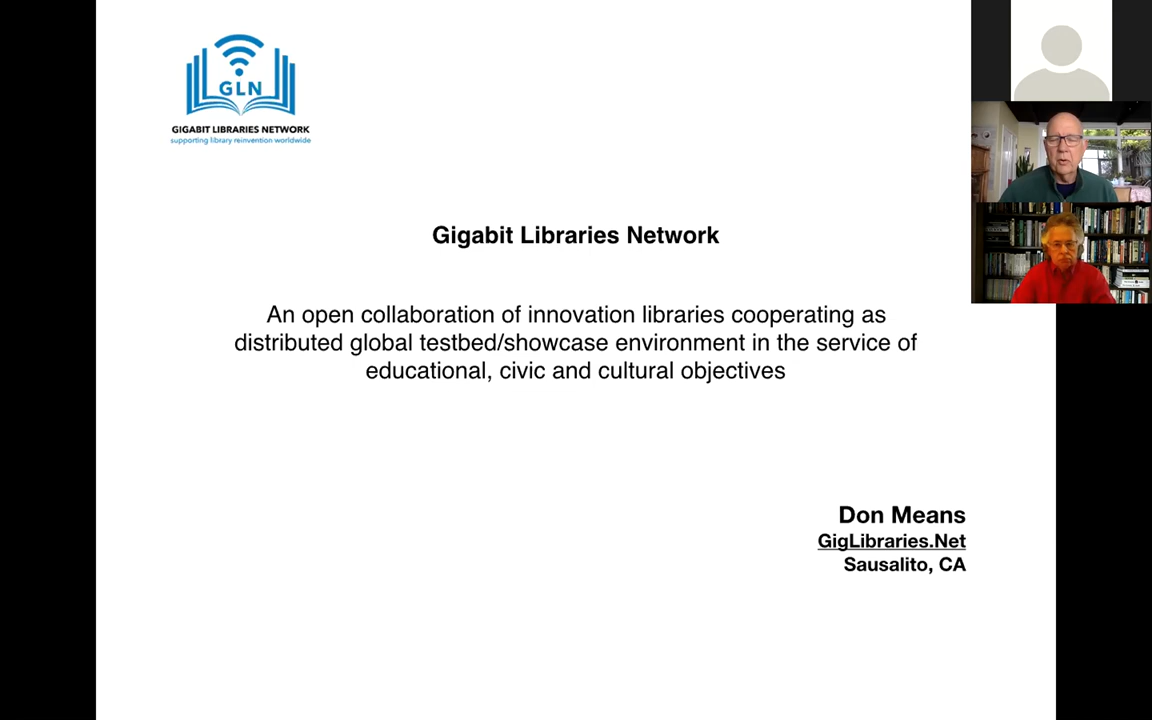 GLN
GIGABIT LIBRARIES NETWORK
supporting library reinvention worldwide
Gigabit Libraries Network
An open collaboration of innovation libraries cooperating as
distributed global testbed/showcase environment in the service of
educational, civic and cultural objectives
Don Means
GigLibraries.Net
Sausalito, CA